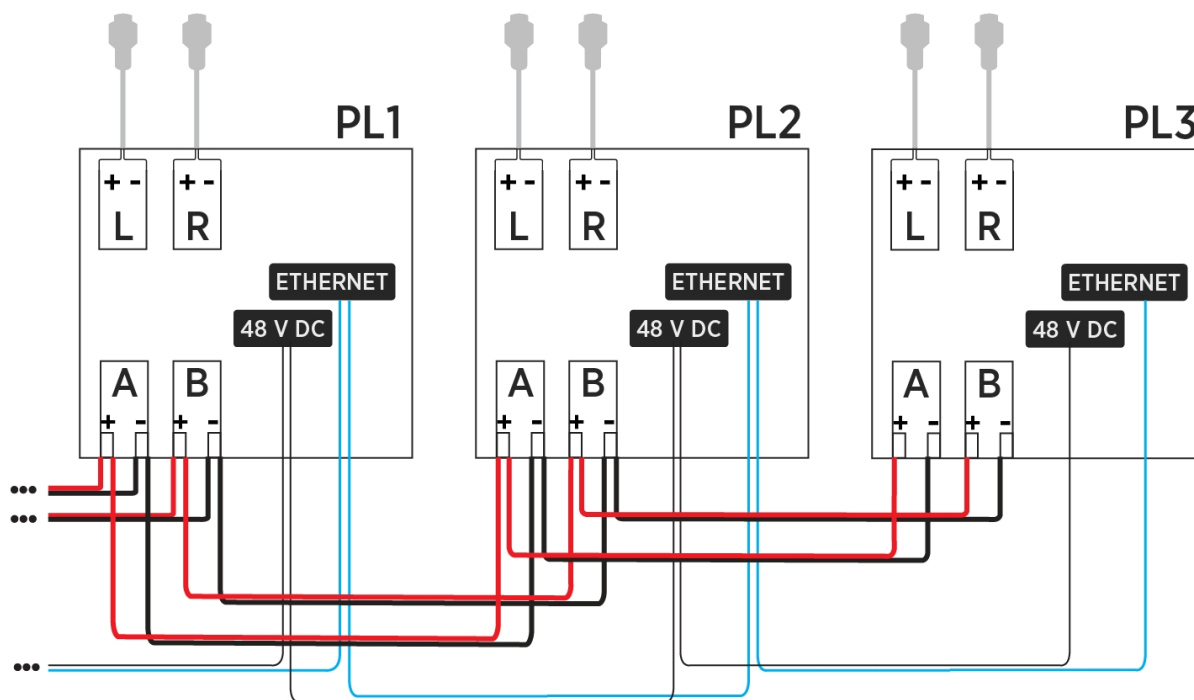 PL1 PL2 PL3
+ - + - + - + - + - + -
L R L R L R
ETHERNET ETHERNET ETHERNET
48 V DC 48 V DC 48 V DC
A B A B A B
+ - + - + - + - + - + -
•••
•••
•••